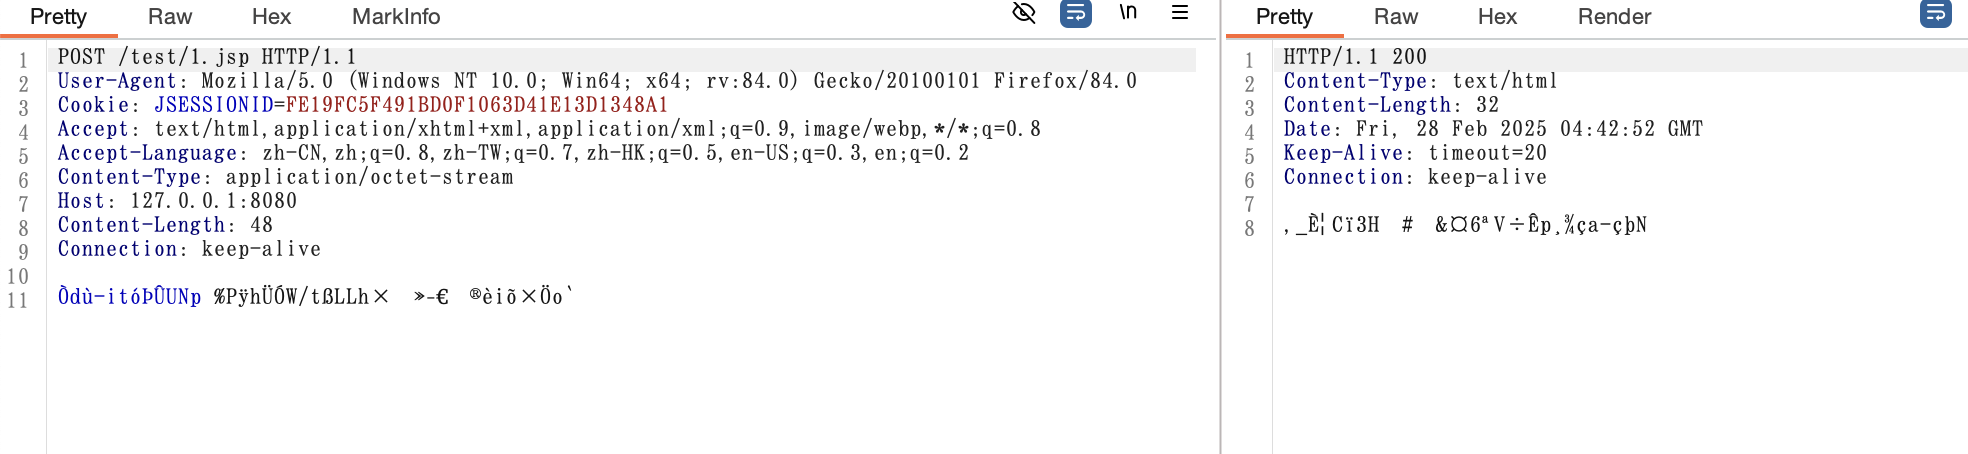 Pretty Raw Hex MarkInfo \n
1 POST /test/1.jsp HTTP/1.1
2 User-Agent: Mozilla/5.0 (Windows NT 10.0; Win64; x64; rv:84.0) Gecko/20100101 Firefox/84.0
3 Cookie: JSESSIONID=FE19FC5F491BD0F1063D41E13D1348A1
4 Accept: text/html,application/xhtml+xml,application/xml;q=0.9,image/webp,*/*;q=0.8
5 Accept-Language: zh-CN,zh;q=0.8,zh-TW;q=0.7,zh-HK;q=0.5,en-US;q=0.3,en;q=0.2
6 Content-Type: application/octet-stream
7 Host: 127.0.0.1:8080
8 Content-Length: 48
9 Connection: keep-alive
10
11 Òdù-itóÞÛUNp %PÿhÜÓW/tßLLh× »-€ ®èiõ×Öo`
Pretty Raw Hex Render
1 HTTP/1.1 200
2 Content-Type: text/html
3 Content-Length: 32
4 Date: Fri, 28 Feb 2025 04:42:52 GMT
5 Keep-Alive: timeout=20
6 Connection: keep-alive
7
8 ,_È¦Cï3H # &¤6ªV÷Êp¸¾ça-çþN